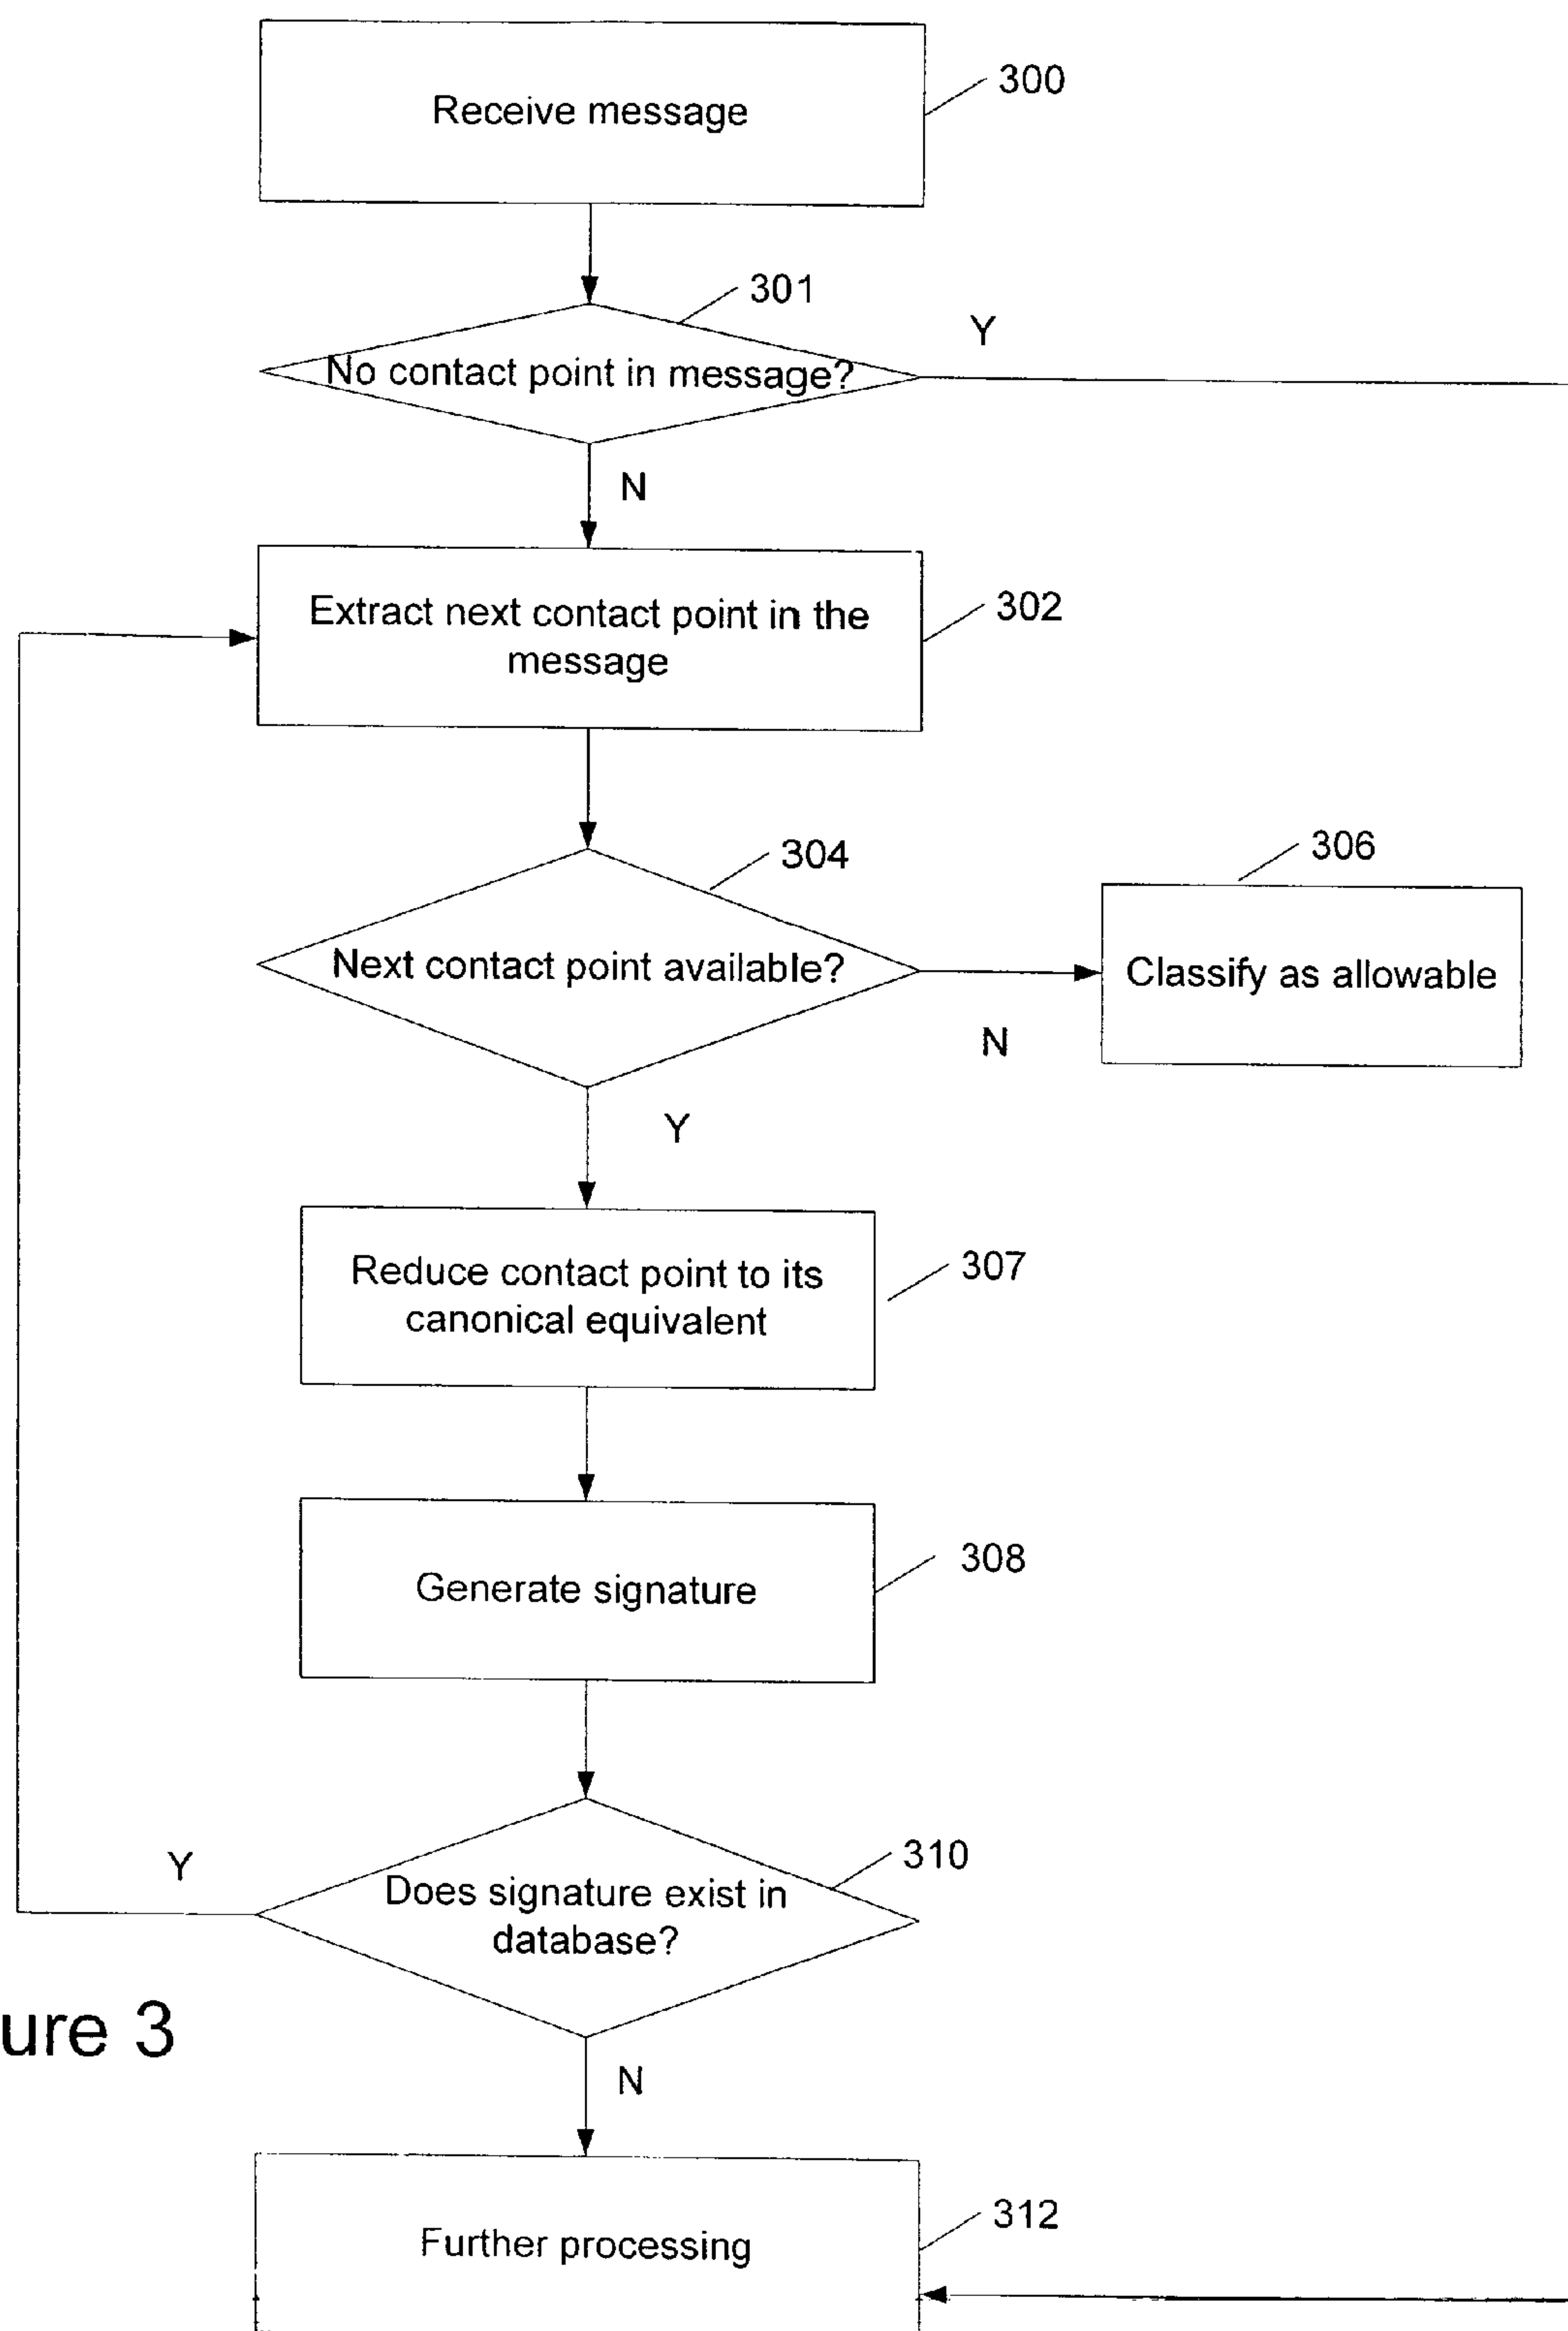 Receive message
300
301
No contact point in message?
Y
N
Extract next contact point in the
message
302
304
Next contact point available?
306
Classify as allowable
N
Y
Reduce contact point to its
canonical equivalent
307
Generate signature
308
310
Does signature exist in
database?
Y
ure 3
N
Further processing
312